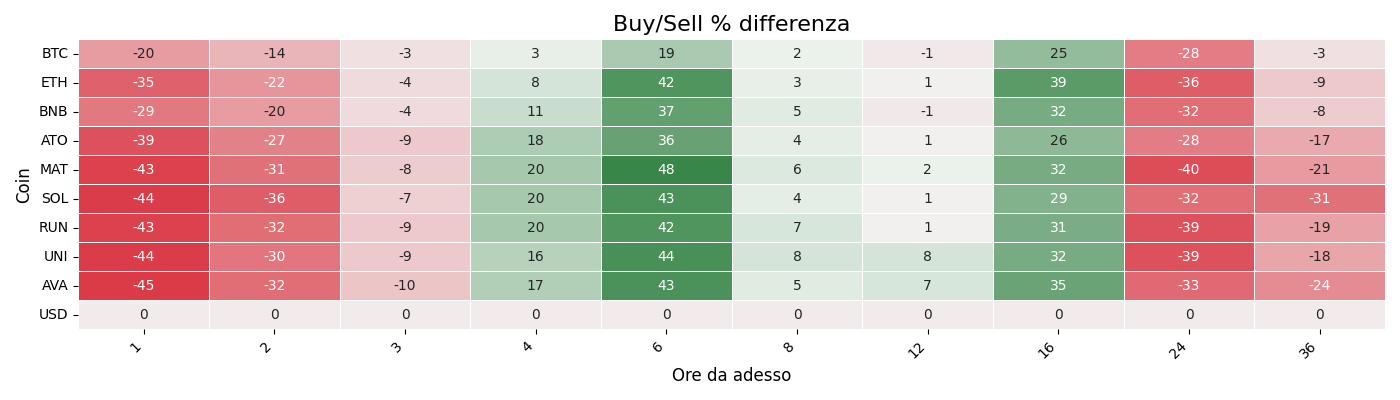 Buy/Sell % differenza
Coin
BTC -20 -14 -3 3 19 2 -1 25 -28 -3
ETH -35 -22 -4 8 42 3 1 39 -36 -9
BNB -29 -20 -4 11 37 5 -1 32 -32 -8
ATO -39 -27 -9 18 36 4 1 26 -28 -17
MAT -43 -31 -8 20 48 6 2 32 -40 -21
SOL -44 -36 -7 20 43 4 1 29 -32 -31
RUN -43 -32 -9 20 42 7 1 31 -39 -19
UNI -44 -30 -9 16 44 8 8 32 -39 -18
AVA -45 -32 -10 17 43 5 7 35 -33 -24
USD 0 0 0 0 0 0 0 0 0 0
1 2 3 4 6 8 12 16 24 36
Ore da adesso